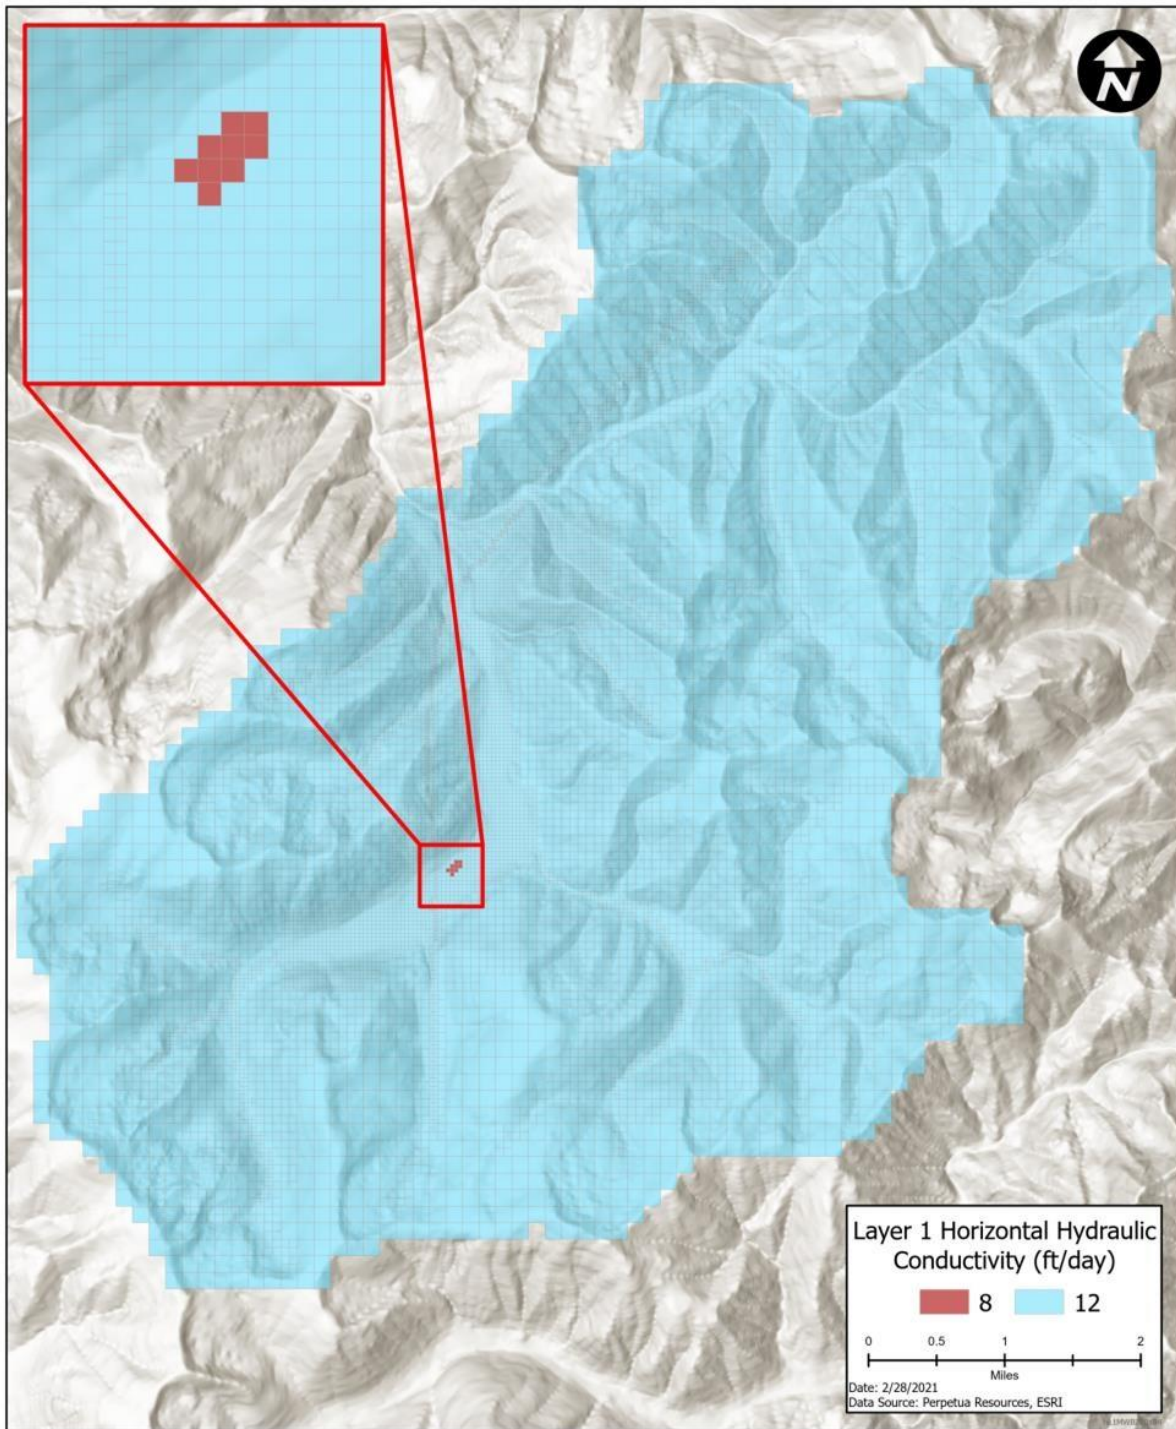 N
Layer 1 Horizontal Hydraulic
Conductivity (ft/day)
8 12
0 0.5 1 2
Miles
Date: 2/28/2021
Data Source: Perpetua Resources, ESRI